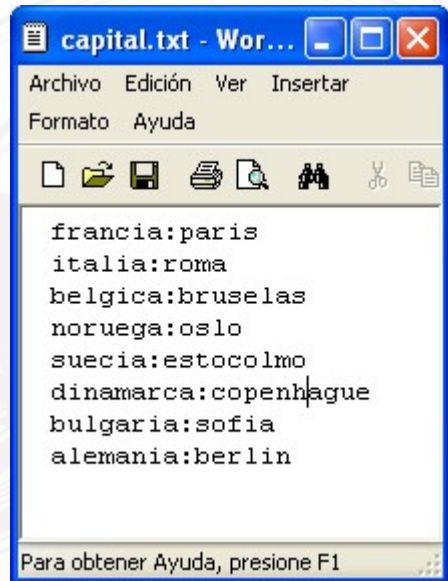 capital.txt - Wor...
Archivo Edición Ver Insertar
Formato Ayuda
francia:paris
italia:roma
belgica:bruselas
noruega:oslo
suecia:estocolmo
dinamarca:copenhague
bulgaria:sofia
alemania:berlin
Para obtener Ayuda, presione F1